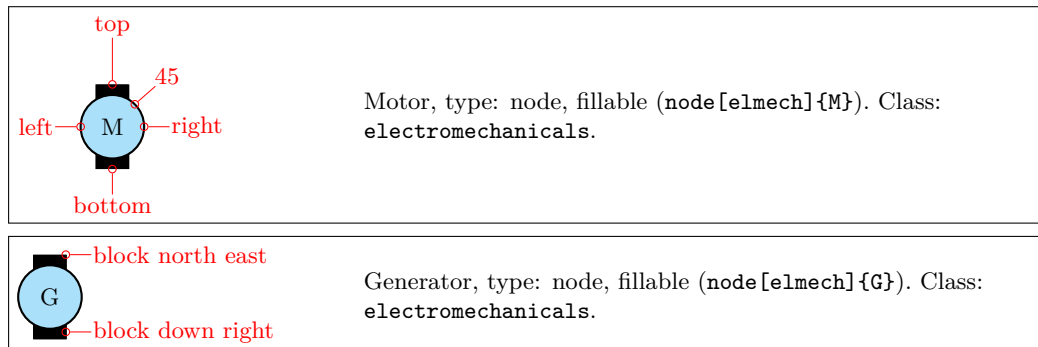 top
45
left
M
right
bottom
Motor, type: node, fillable (node[elmech]{M}). Class:
electromechanicals.
block north east
G
block down right
Generator, type: node, fillable (node[elmech]{G}). Class:
electromechanicals.